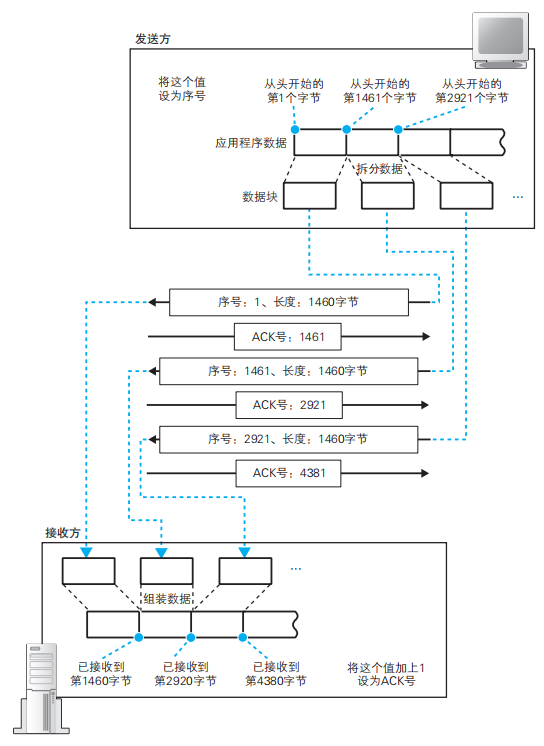 发送方
将这个值
设为序号
从头开始的
第1个字节
从头开始的
第1461个字节
从头开始的
第2921个字节
应用程序数据
拆分数据
数据块
…
序号：1、长度：1460字节
ACK号：1461
序号：1461、长度：1460字节
ACK号：2921
序号：2921、长度：1460字节
ACK号：4381
接收方
…
组装数据
已接收到
第1460字节
已接收到
第2920字节
已接收到
第4380字节
将这个值加上1
设为ACK号